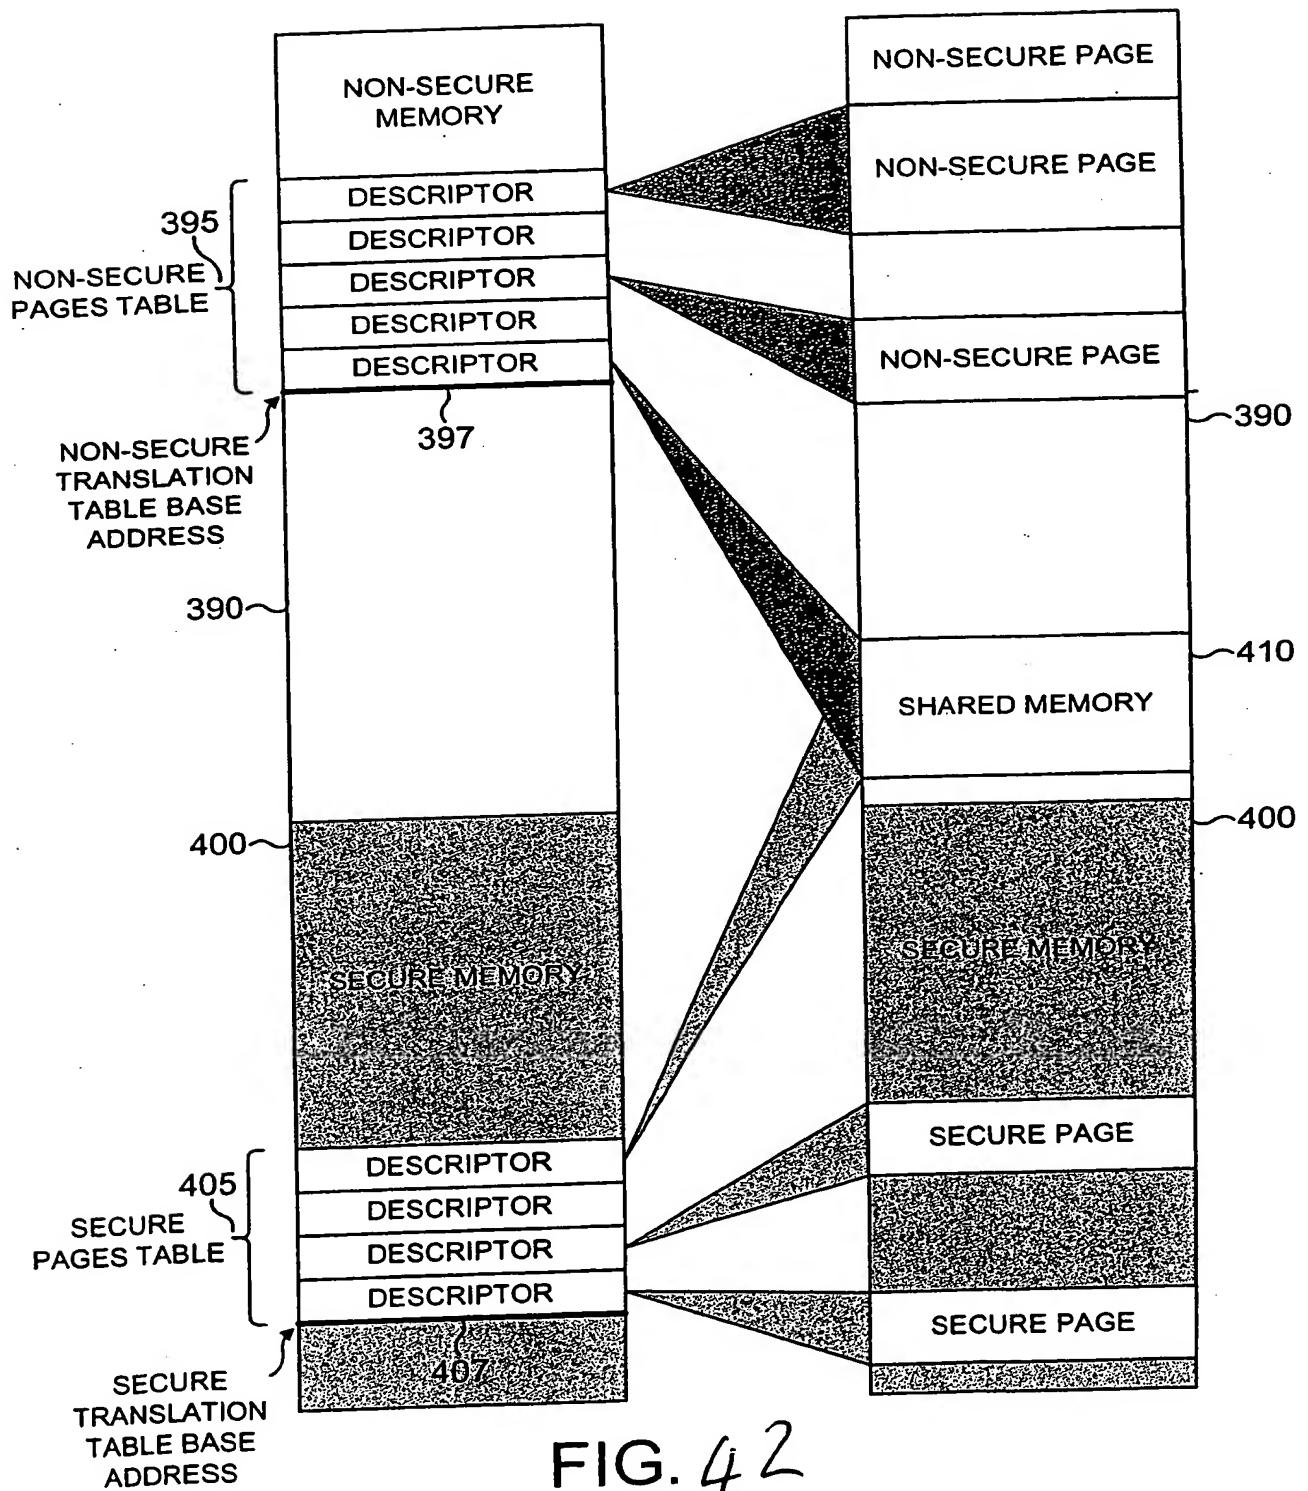 NON-SECURE
MEMORY
DESCRIPTOR
DESCRIPTOR
DESCRIPTOR
DESCRIPTOR
DESCRIPTOR
395
NON-SECURE
PAGES TABLE
397
NON-SECURE
TRANSLATION
TABLE BASE
ADDRESS
390
400
SECURE MEMORY
DESCRIPTOR
DESCRIPTOR
DESCRIPTOR
DESCRIPTOR
405
SECURE
PAGES TABLE
407
SECURE
TRANSLATION
TABLE BASE
ADDRESS
NON-SECURE PAGE
NON-SECURE PAGE
NON-SECURE PAGE
390
410
SHARED MEMORY
400
SECURE MEMORY
SECURE PAGE
SECURE PAGE
FIG. 42